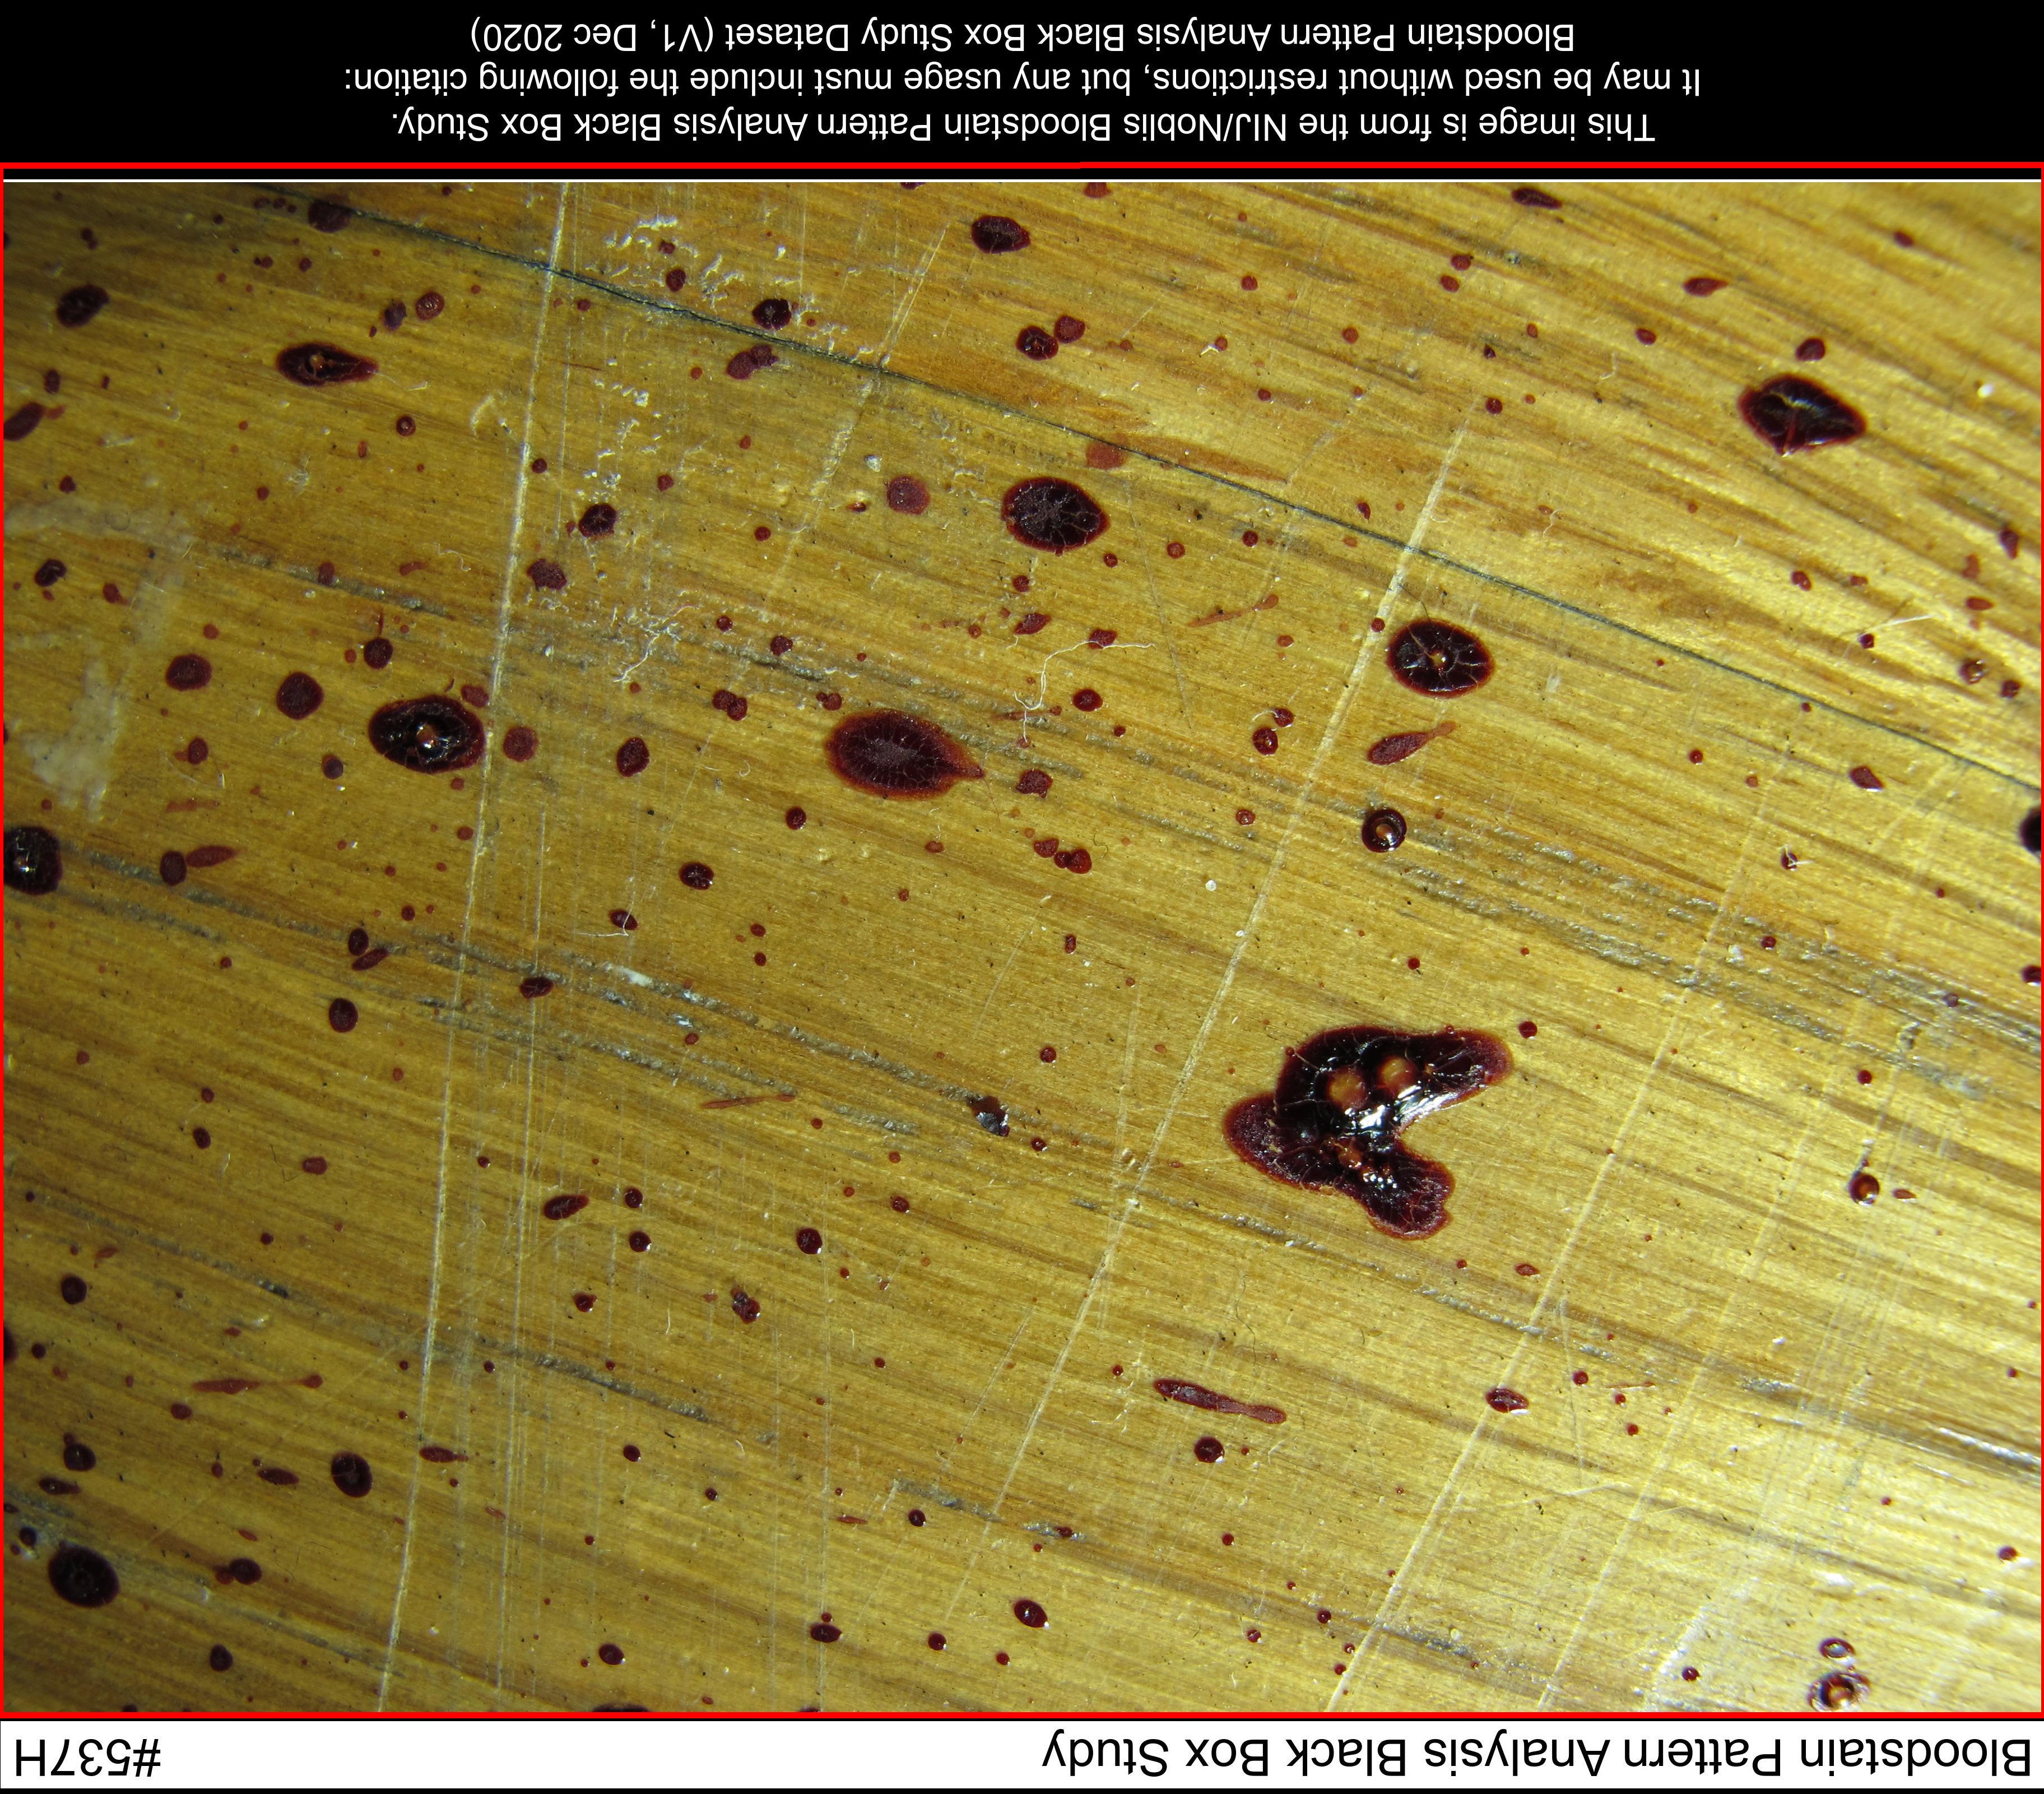 Bloodstain Pattern Analysis Black Box Study #537H
This image is from the NIJ/Noblis Bloodstain Pattern Analysis Black Box Study.
It may be used without restrictions, but any usage must include the following citation:
Bloodstain Pattern Analysis Black Box Study Dataset (V1, Dec 2020)